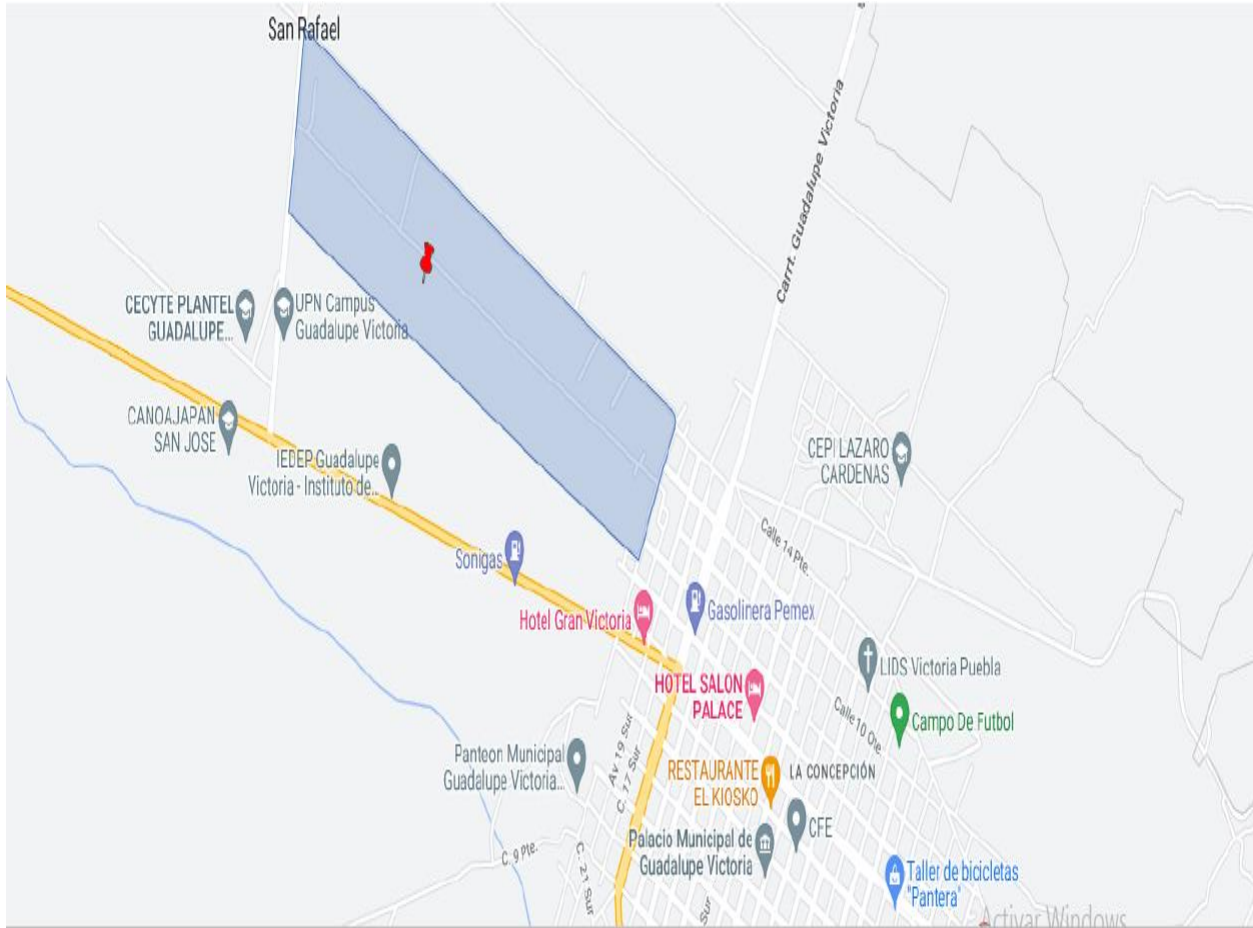 San Rafael
Carrt. Guadalupe Victoria
CECYTE PLANTEL
GUADALUPE...
UPN Campus
Guadalupe Victoria
CANOAJAPAN
SAN JOSE
IEDEP Guadalupe
Victoria - Instituto de...
CEPI LAZARO
CARDENAS
Calle 14 Pte.
Sonigas
Hotel Gran Victoria
Gasolinera Pemex
LIDS Victoria Puebla
HOTEL SALON
PALACE
Calle 10 Ote.
Campo De Futbol
Av 19 Sur
C. 17 Sur
Panteon Municipal
Guadalupe Victoria...
RESTAURANTE
EL KIOSKO
LA CONCEPCIÓN
CFE
Palacio Municipal de
Guadalupe Victoria
C. 9 Pte.
C. 21 Sur
Sur
Taller de bicicletas
"Pantera"
Activar Windows